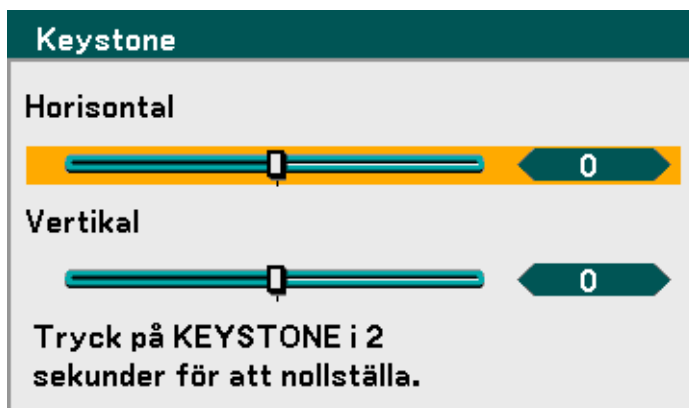 Keystone
Horisontal
0
Vertikal
0
Tryck på KEYSTONE i 2
sekunder för att nollställa.